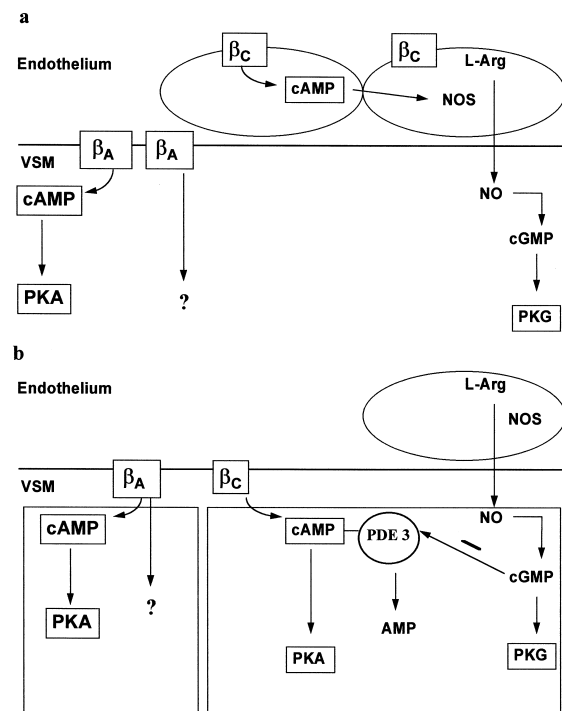 a
Endothelium
βC
βC
L-Arg
cAMP
NOS
βA
βA
VSM
cAMP
NO
cGMP
PKA
?
PKG
b
Endothelium
L-Arg
NOS
βA
βC
VSM
cAMP
cAMP
PDE 3
NO
cGMP
PKA
?
AMP
PKA
PKG